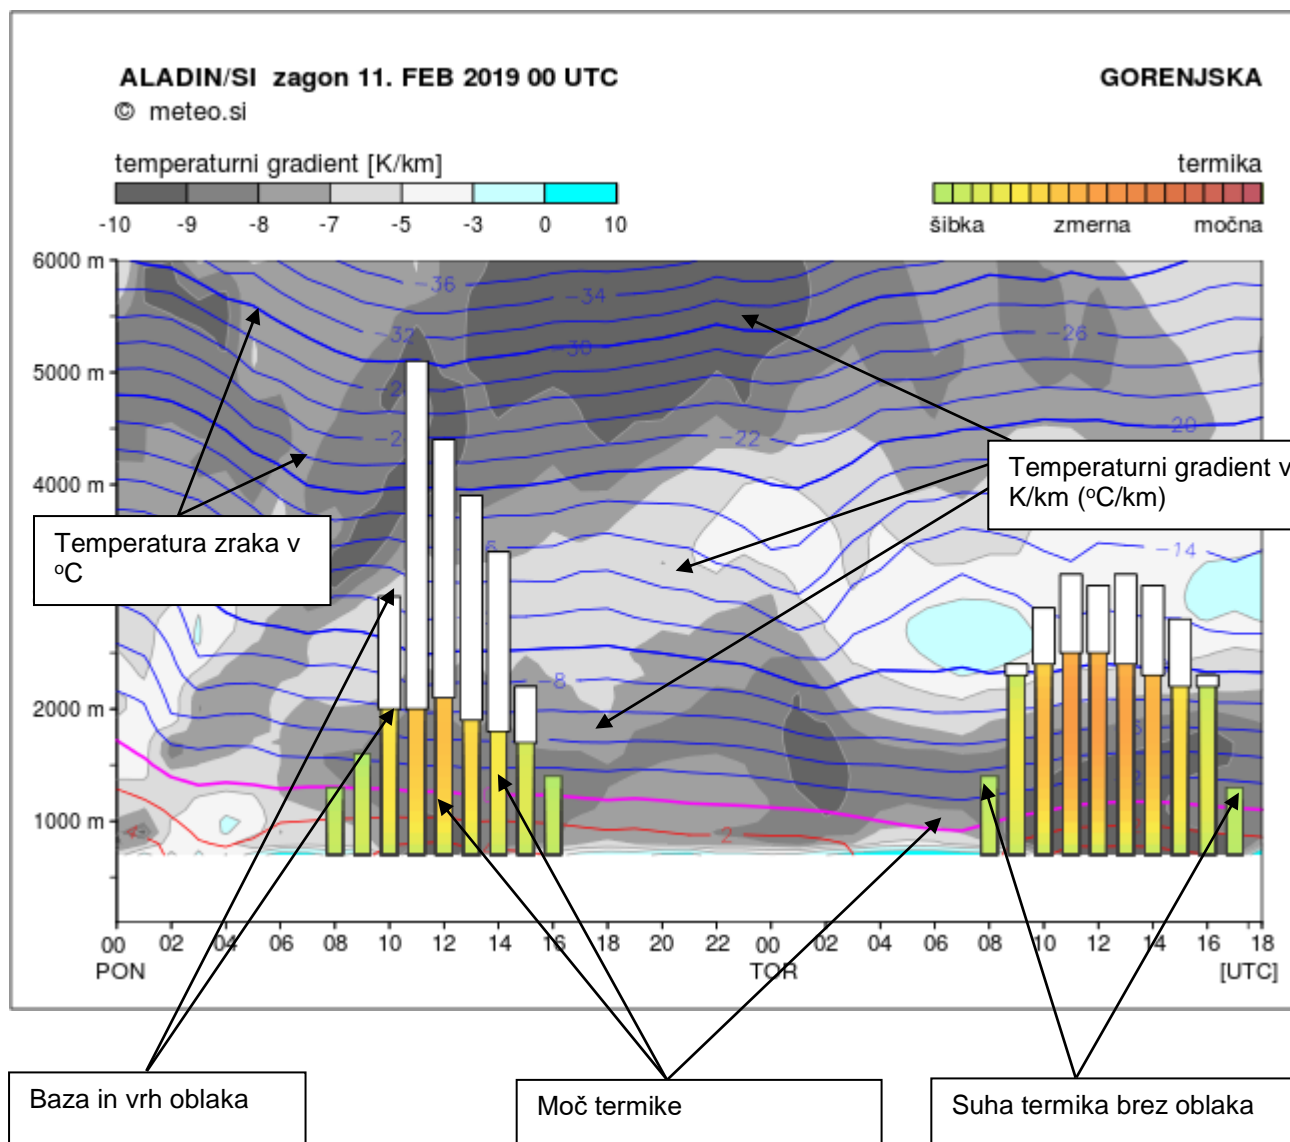 ALADIN/SI zagon 11. FEB 2019 00 UTC
GORENJSKA
© meteo.si
temperaturni gradient [K/km]
termika
-10 -9 -8 -7 -5 -3 0 10
šibka zmerna močna
6000 m
5000 m
4000 m
2000 m
1000 m
-36
-34
-32
-30
-26
-22
-20
-14
-8
2
Temperatura zraka v
°C
Temperaturni gradient v
K/km (°C/km)
00 02 04 06 08 10 12 14 16 18 20 22 00 02 04 06 08 10 12 14 16 18
PON TOR [UTC]
Baza in vrh oblaka
Moč termike
Suha termika brez oblaka